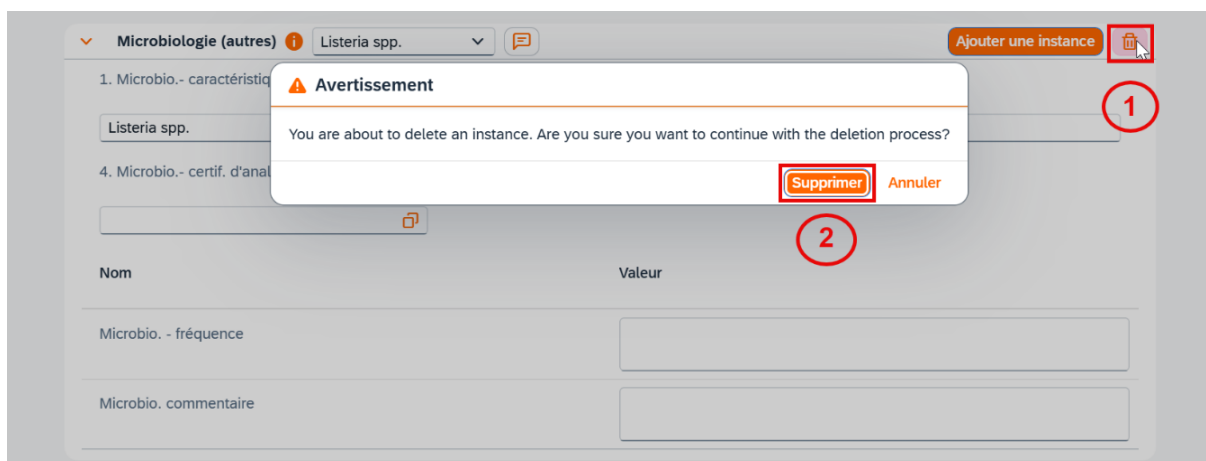 Microbiologie (autres) Listeria spp. Ajouter une instance
1. Microbio.- caractéristiq
Avertissement
1
Listeria spp.
You are about to delete an instance. Are you sure you want to continue with the deletion process?
4. Microbio.- certif. d'anal
Supprimer Annuler
2
Nom Valeur
Microbio. - fréquence
Microbio. commentaire